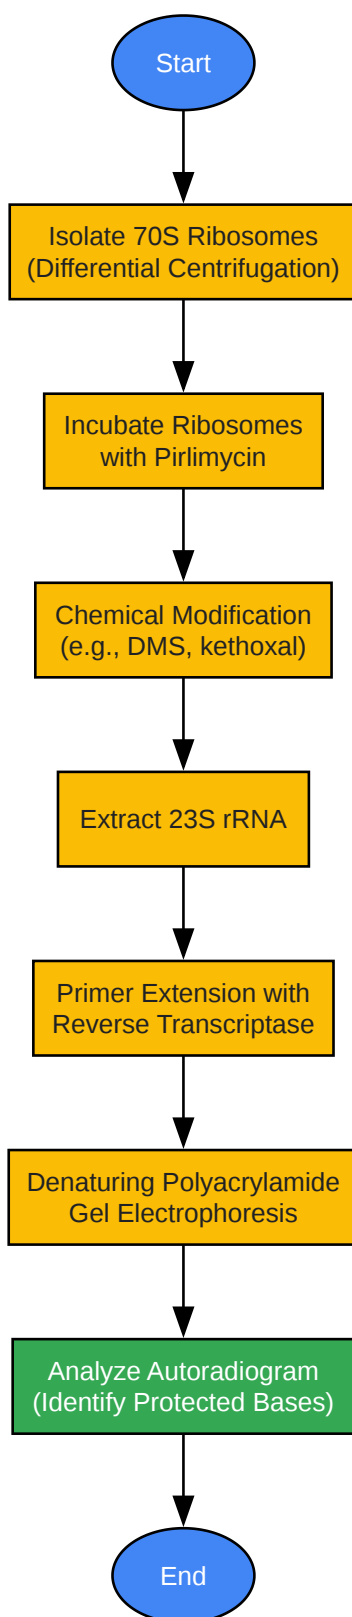 Start
Isolate 70S Ribosomes
(Differential Centrifugation)
Incubate Ribosomes
with Pirlimycin
Chemical Modification
(e.g., DMS, kethoxal)
Extract 23S rRNA
Primer Extension with
Reverse Transcriptase
Denaturing Polyacrylamide
Gel Electrophoresis
Analyze Autoradiogram
(Identify Protected Bases)
End